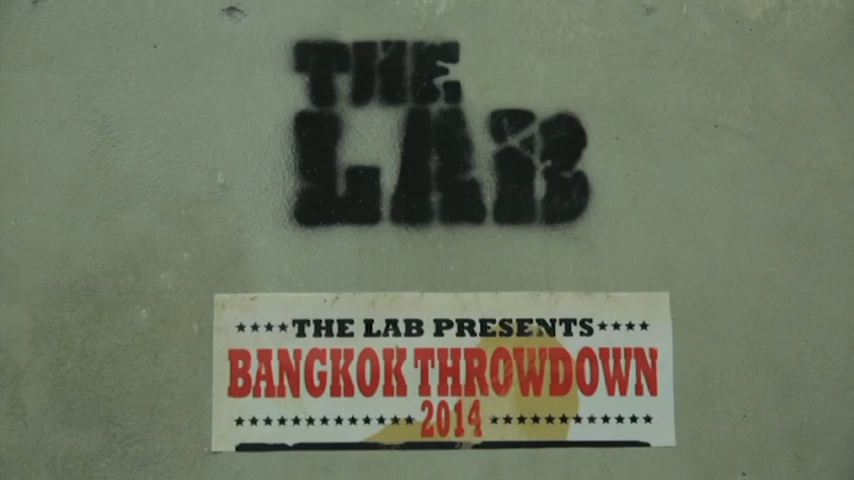 THE
LAB
THE LAB PRESENTS
BANGKOK THROWDOWN
2014